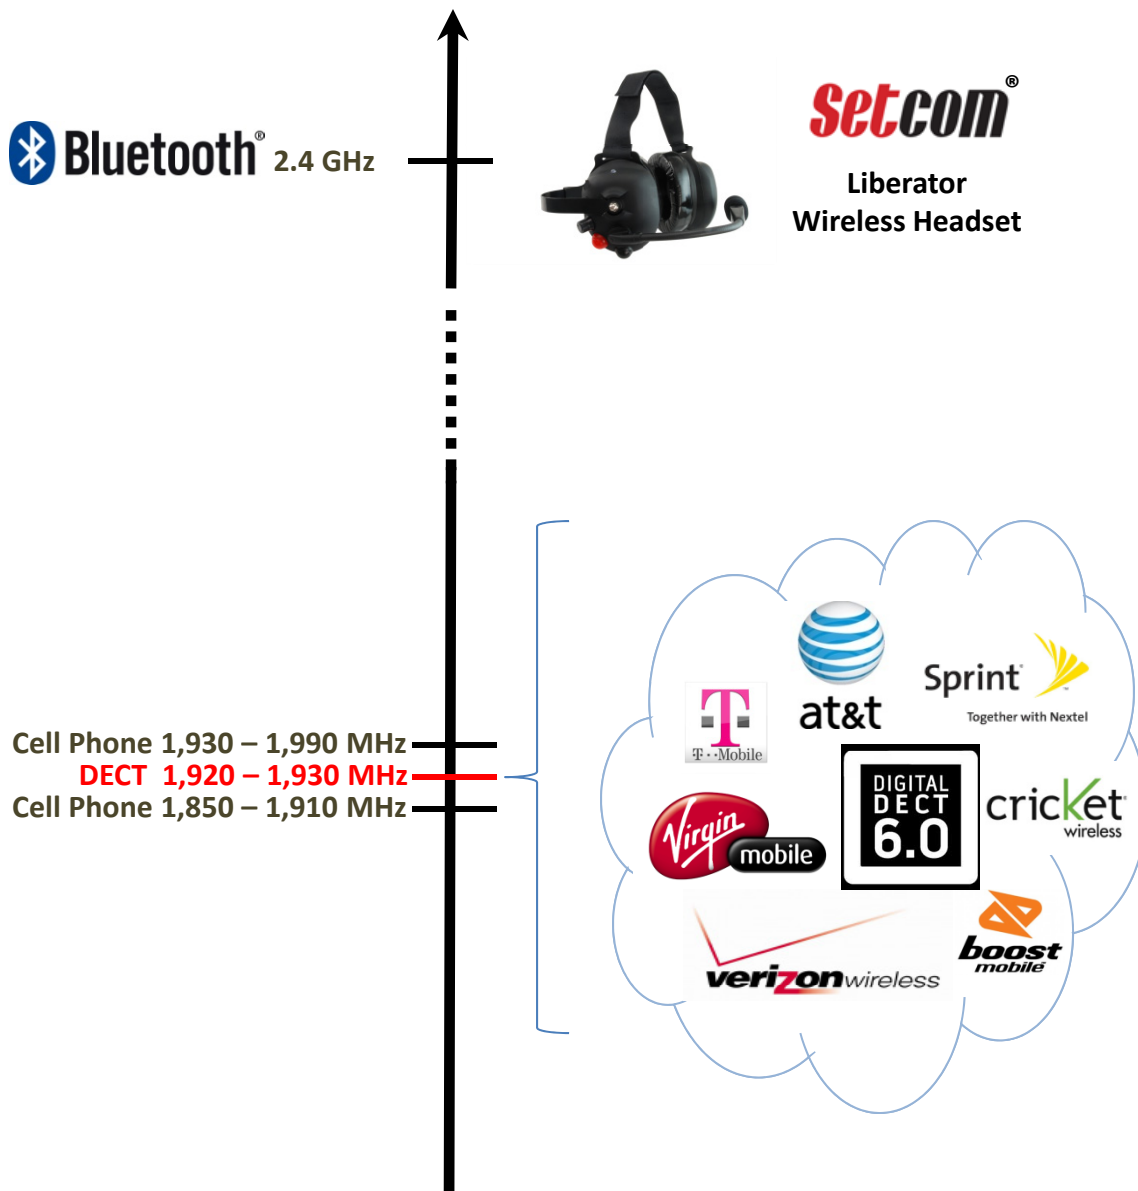 Bluetooth® 2.4 GHz
Setcom®
Liberator
Wireless Headset
at&t
Sprint
Together with Nextel
T
T··Mobile
Cell Phone 1,930 – 1,990 MHz
DECT 1,920 – 1,930 MHz
Cell Phone 1,850 – 1,910 MHz
DIGITAL
DECT
6.0
cricket
wireless
Virgin
mobile
boost
mobile
verizonwireless